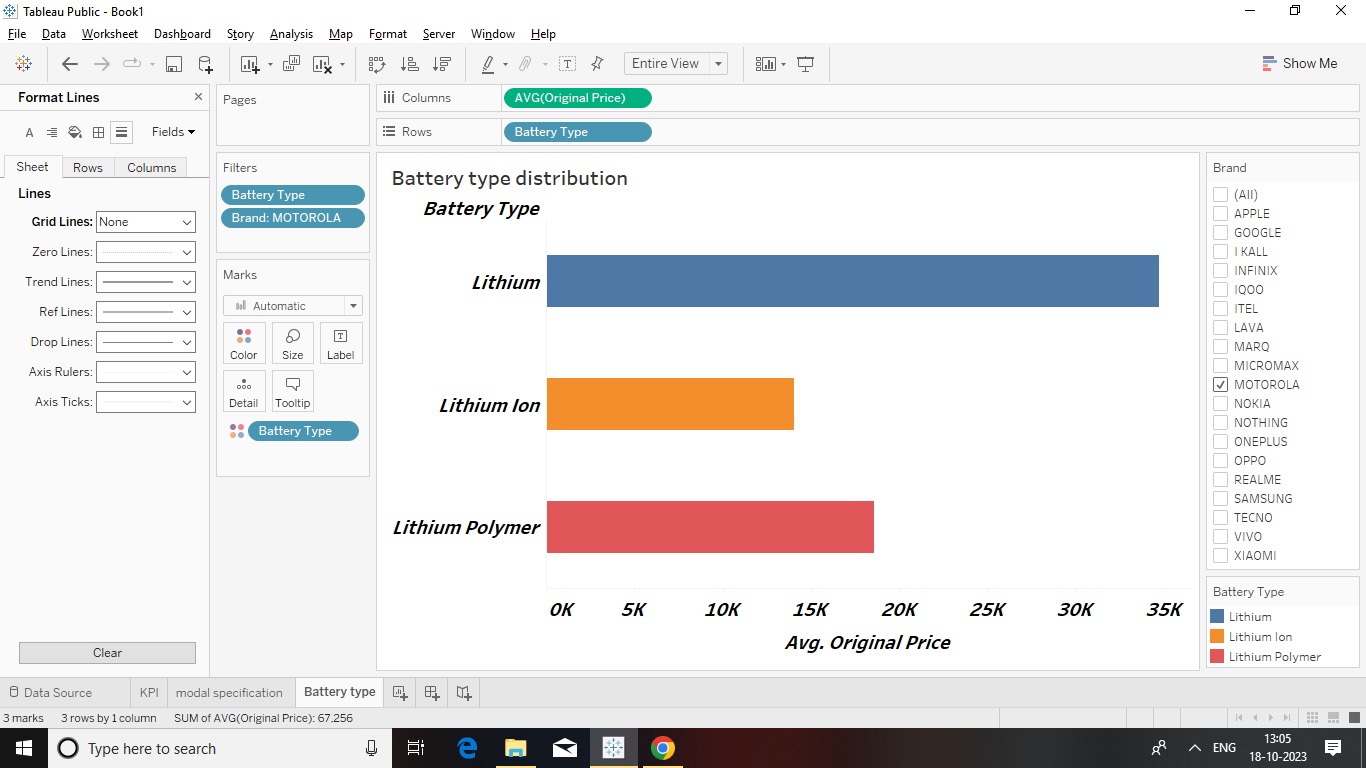 Tableau Public - Book1
File Data Worksheet Dashboard Story Analysis Map Format Server Window Help
Entire View
Show Me
Format Lines
A
Fields
Sheet Rows Columns
Lines
Grid Lines: None
Zero Lines:
Trend Lines:
Ref Lines:
Drop Lines:
Axis Rulers:
Axis Ticks:
Clear
Pages
Filters
Battery Type
Brand: MOTOROLA
Marks
Automatic
Color Size Label
Detail Tooltip
Battery Type
Columns AVG(Original Price)
Rows Battery Type
Battery type distribution
Battery Type
Lithium
Lithium Ion
Lithium Polymer
0K 5K 10K 15K 20K 25K 30K 35K
Avg. Original Price
Brand
(All)
APPLE
GOOGLE
I KALL
INFINIX
IQOO
ITEL
LAVA
MARQ
MICROMAX
MOTOROLA
NOKIA
NOTHING
ONEPLUS
OPPO
REALME
SAMSUNG
TECNO
VIVO
XIAOMI
Battery Type
Lithium
Lithium Ion
Lithium Polymer
Data Source KPI modal specification Battery type
3 marks 3 rows by 1 column SUM of AVG(Original Price): 67,256
Type here to search
ENG
13:05
18-10-2023